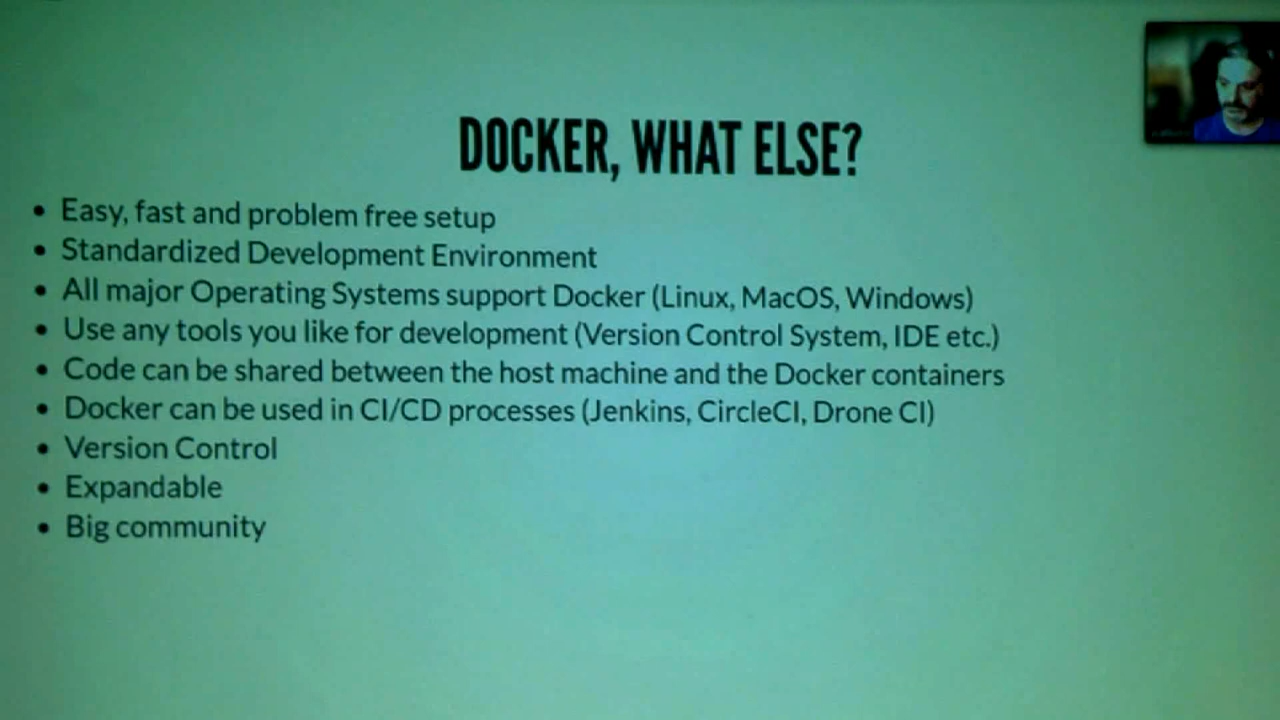 DOCKER, WHAT ELSE?
• Easy, fast and problem free setup
• Standardized Development Environment
• All major Operating Systems support Docker (Linux, MacOS, Windows)
• Use any tools you like for development (Version Control System, IDE etc.)
• Code can be shared between the host machine and the Docker containers
• Docker can be used in CI/CD processes (Jenkins, CircleCI, Drone CI)
• Version Control
• Expandable
• Big community